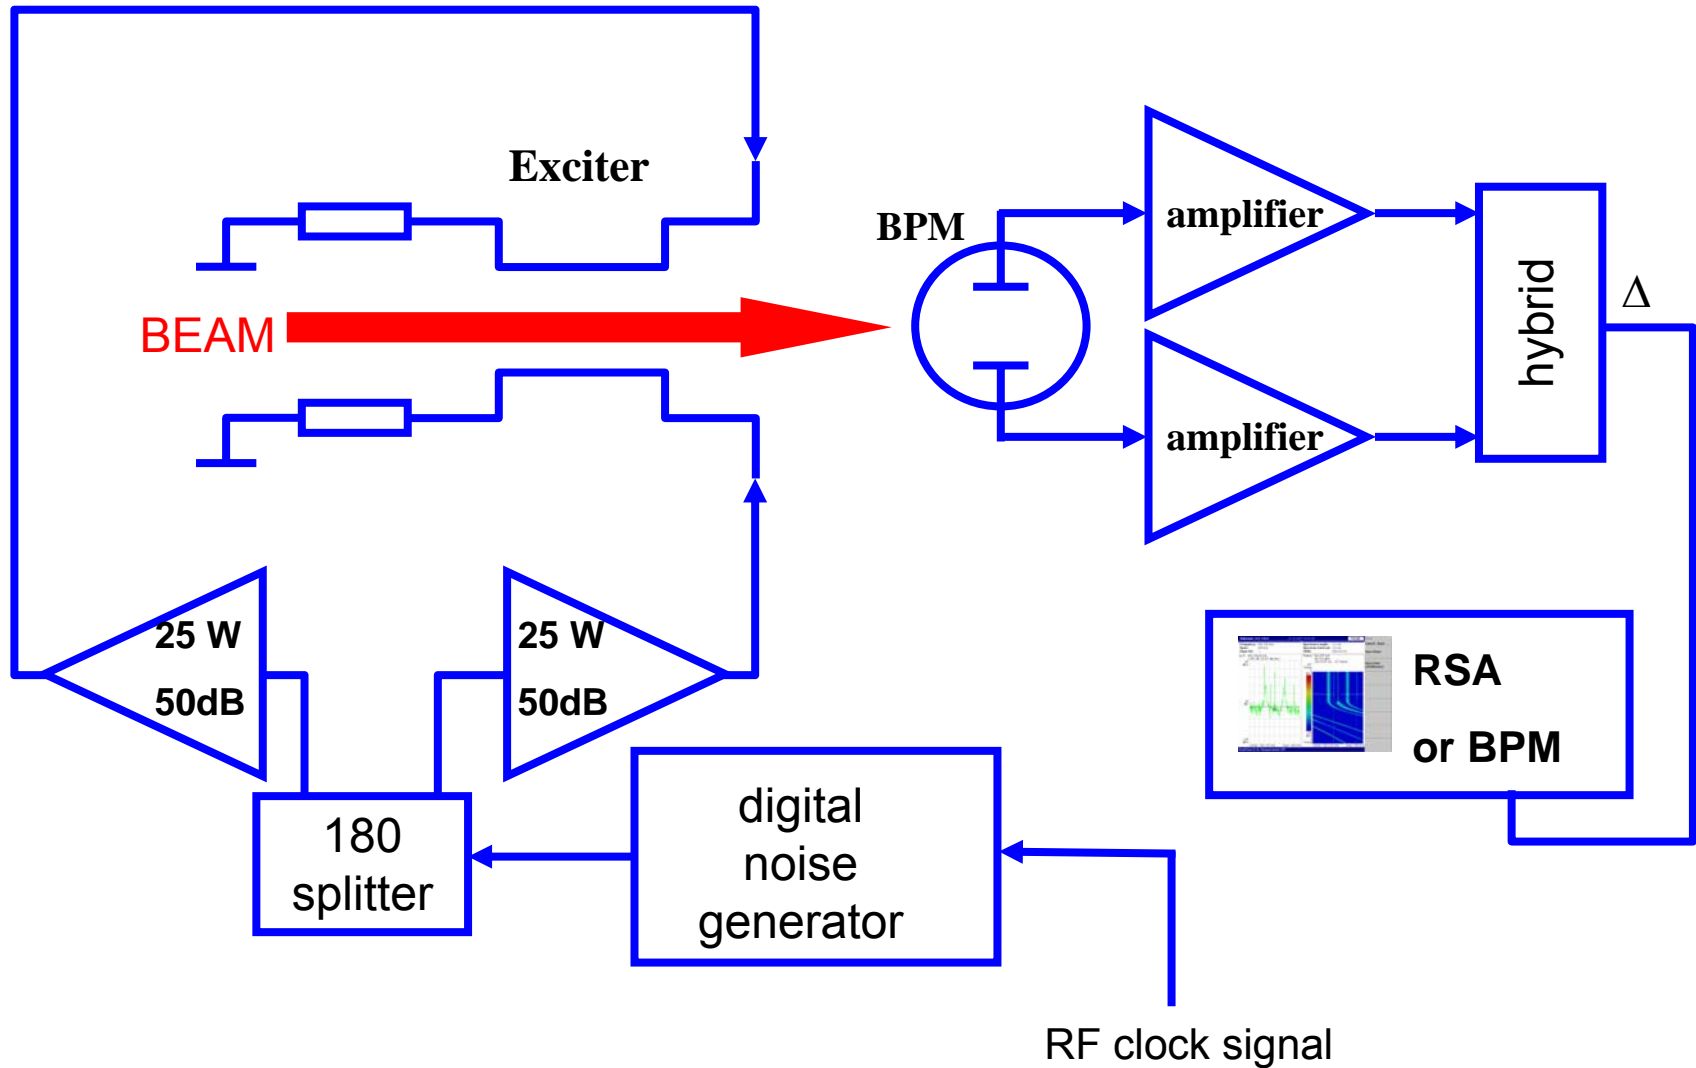 Exciter
BPM
amplifier
BEAM
hybrid
Δ
amplifier
25 W
50dB
25 W
50dB
RSA
or BPM
180
splitter
digital
noise
generator
RF clock signal